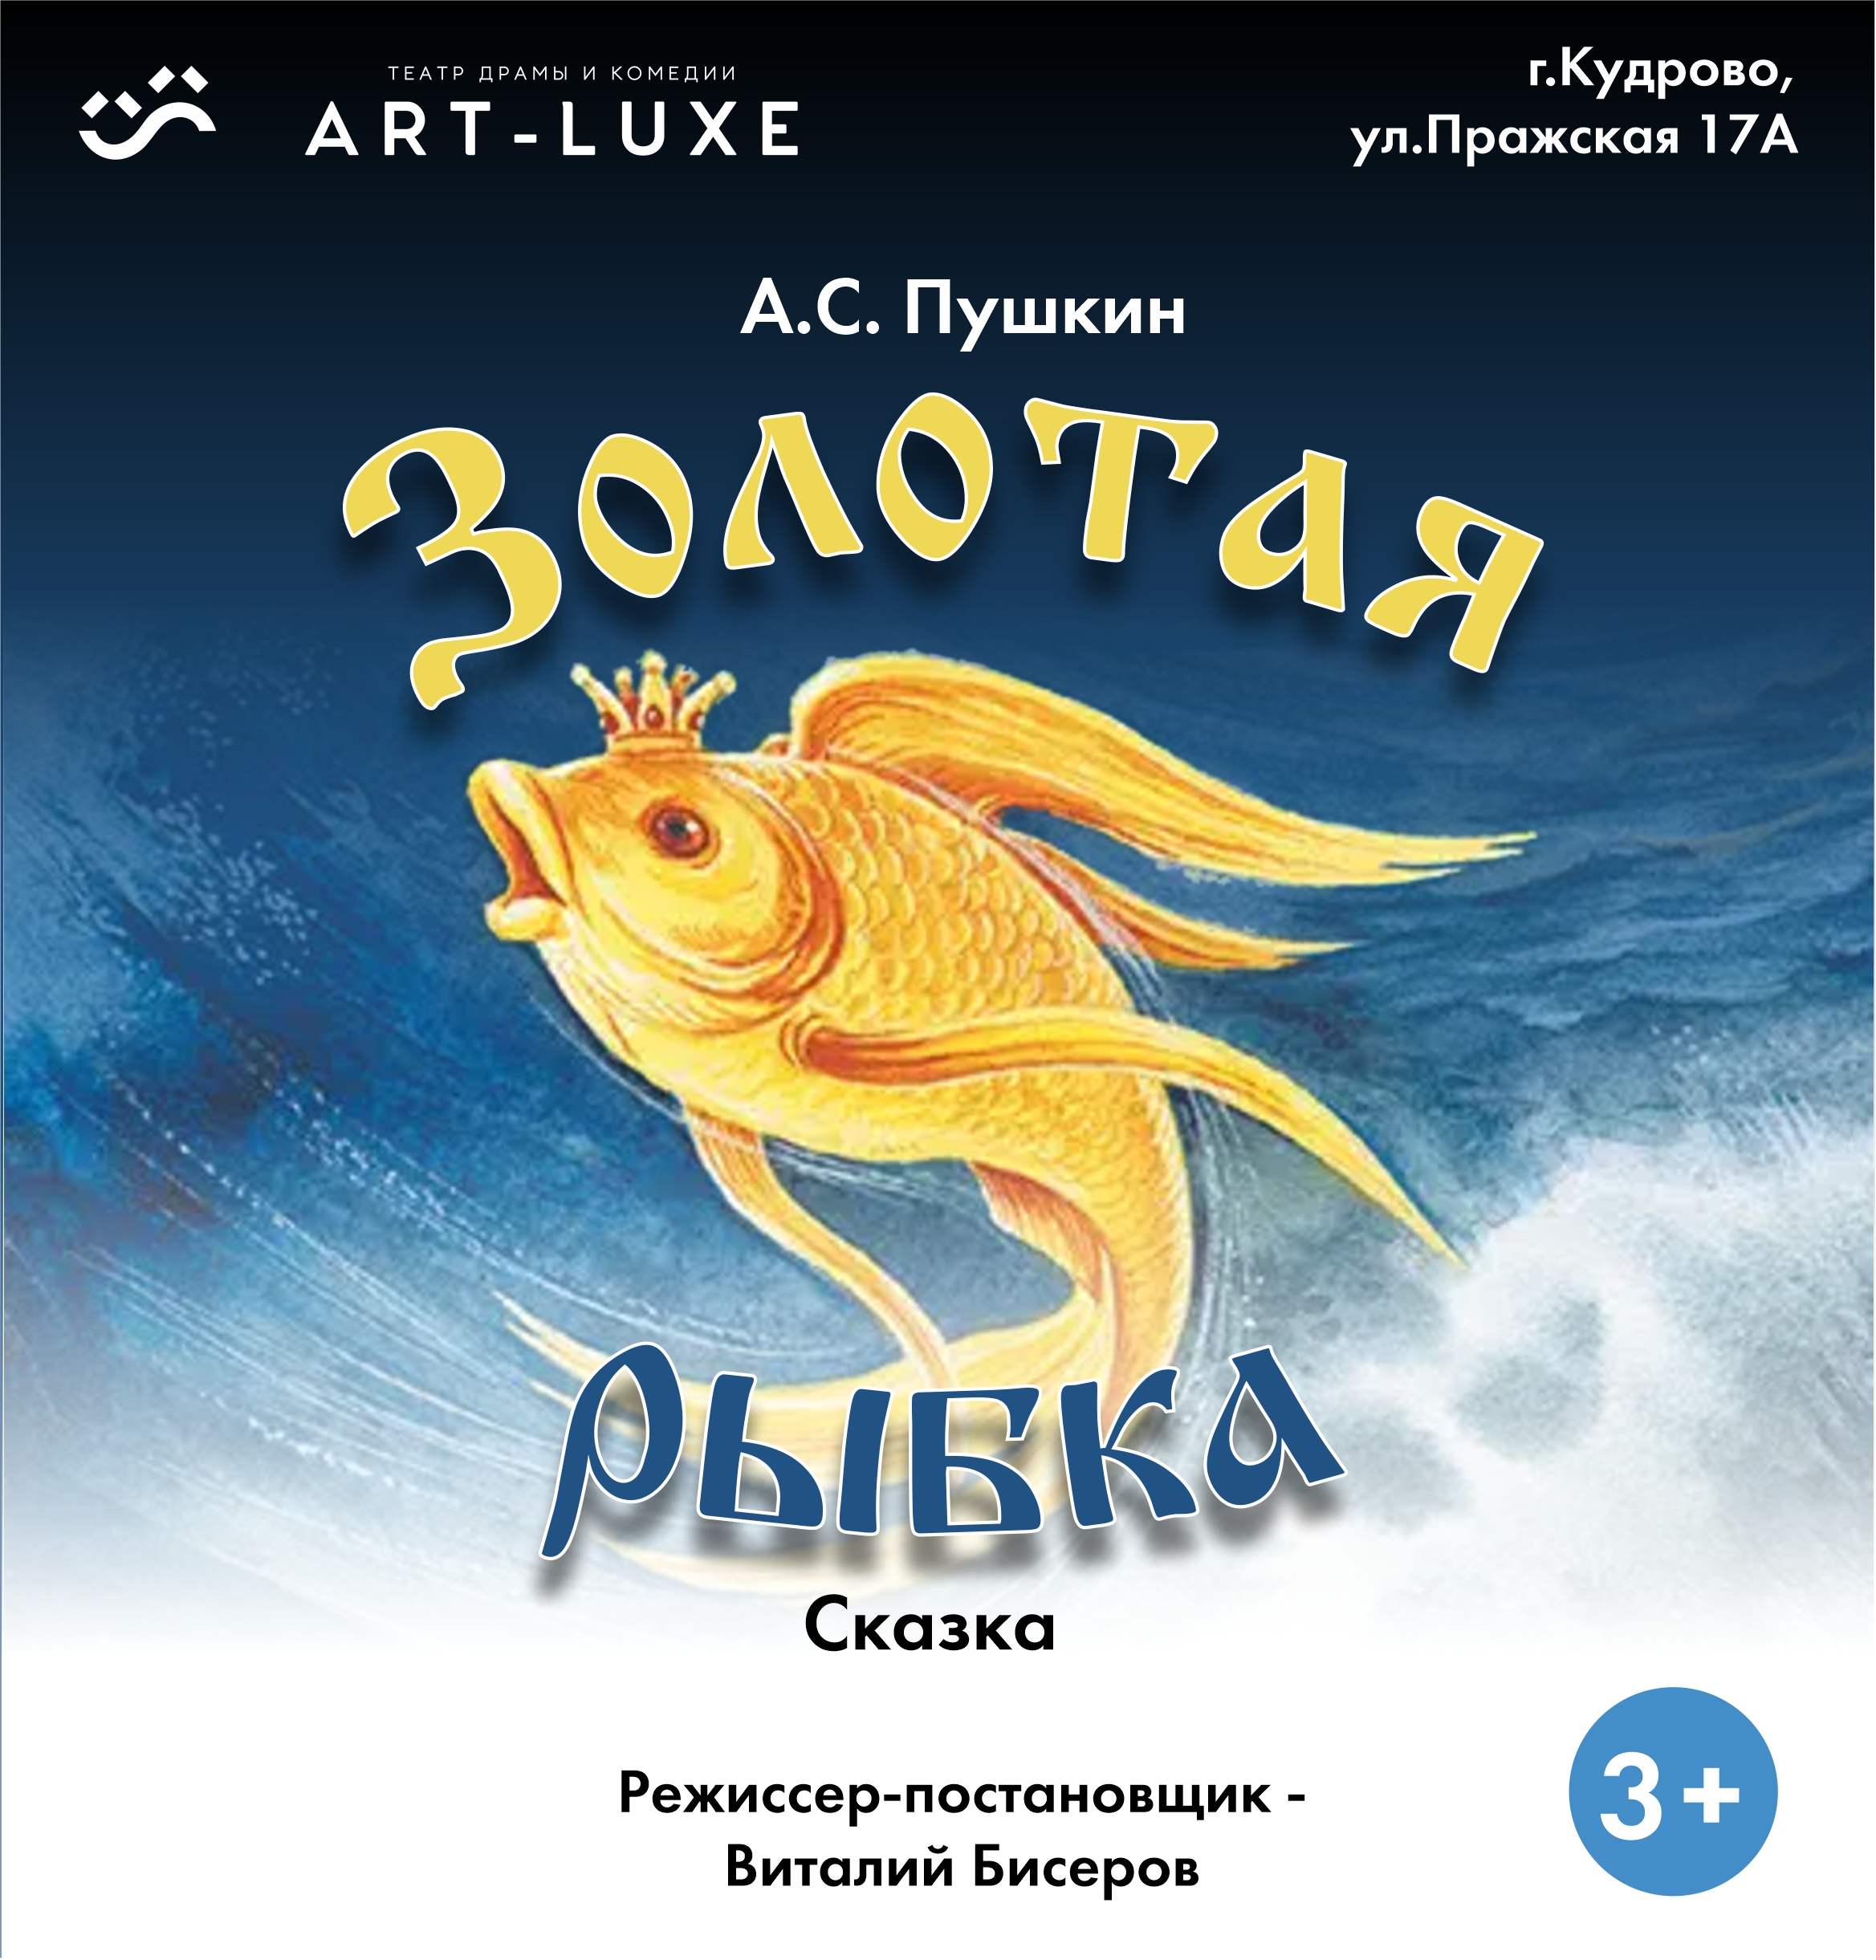 ТЕАТР ДРАМЫ И КОМЕДИИ
ART-LUXE
г.Кудрово,
ул.Пражская 17А
А.С. Пушкин
Золотая
рыбка
Сказка
Режиссер-постановщик -
Виталий Бисеров
3+